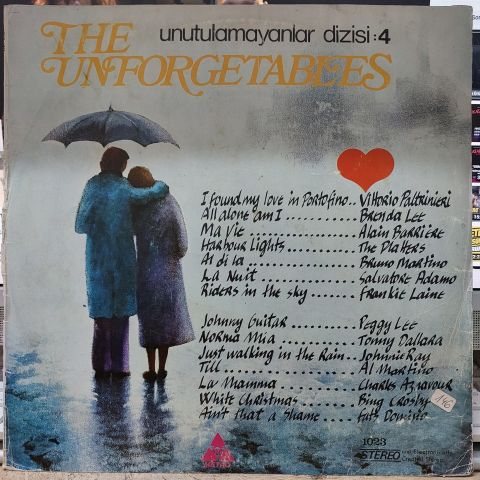 unutulamayanlar dizisi :4
THE
UNFORGETABLES
I found my love in Portofino... Vittorio Paltrinieri
All alone am I ............ Brenda Lee
Ma Vie ............ Alain Barriere
Harbour Lights ........ The Platters
Al di la ............ Bruno Martino
La Nuit ............ Salvatore Adamo
Riders in the sky ....... Frankie Laine
Johnny Guitar ........ Peggy Lee
Norma Mia ........ Tonny Dallara
Just walking in the Rain.. Johnnie Ray
Till ............ Al Martino
La Mamma ............ Charles Aznavour
White Christmas ........ Bing Crosby
Ain't that a Shame .... Fats Domino
146
1023
STEREO